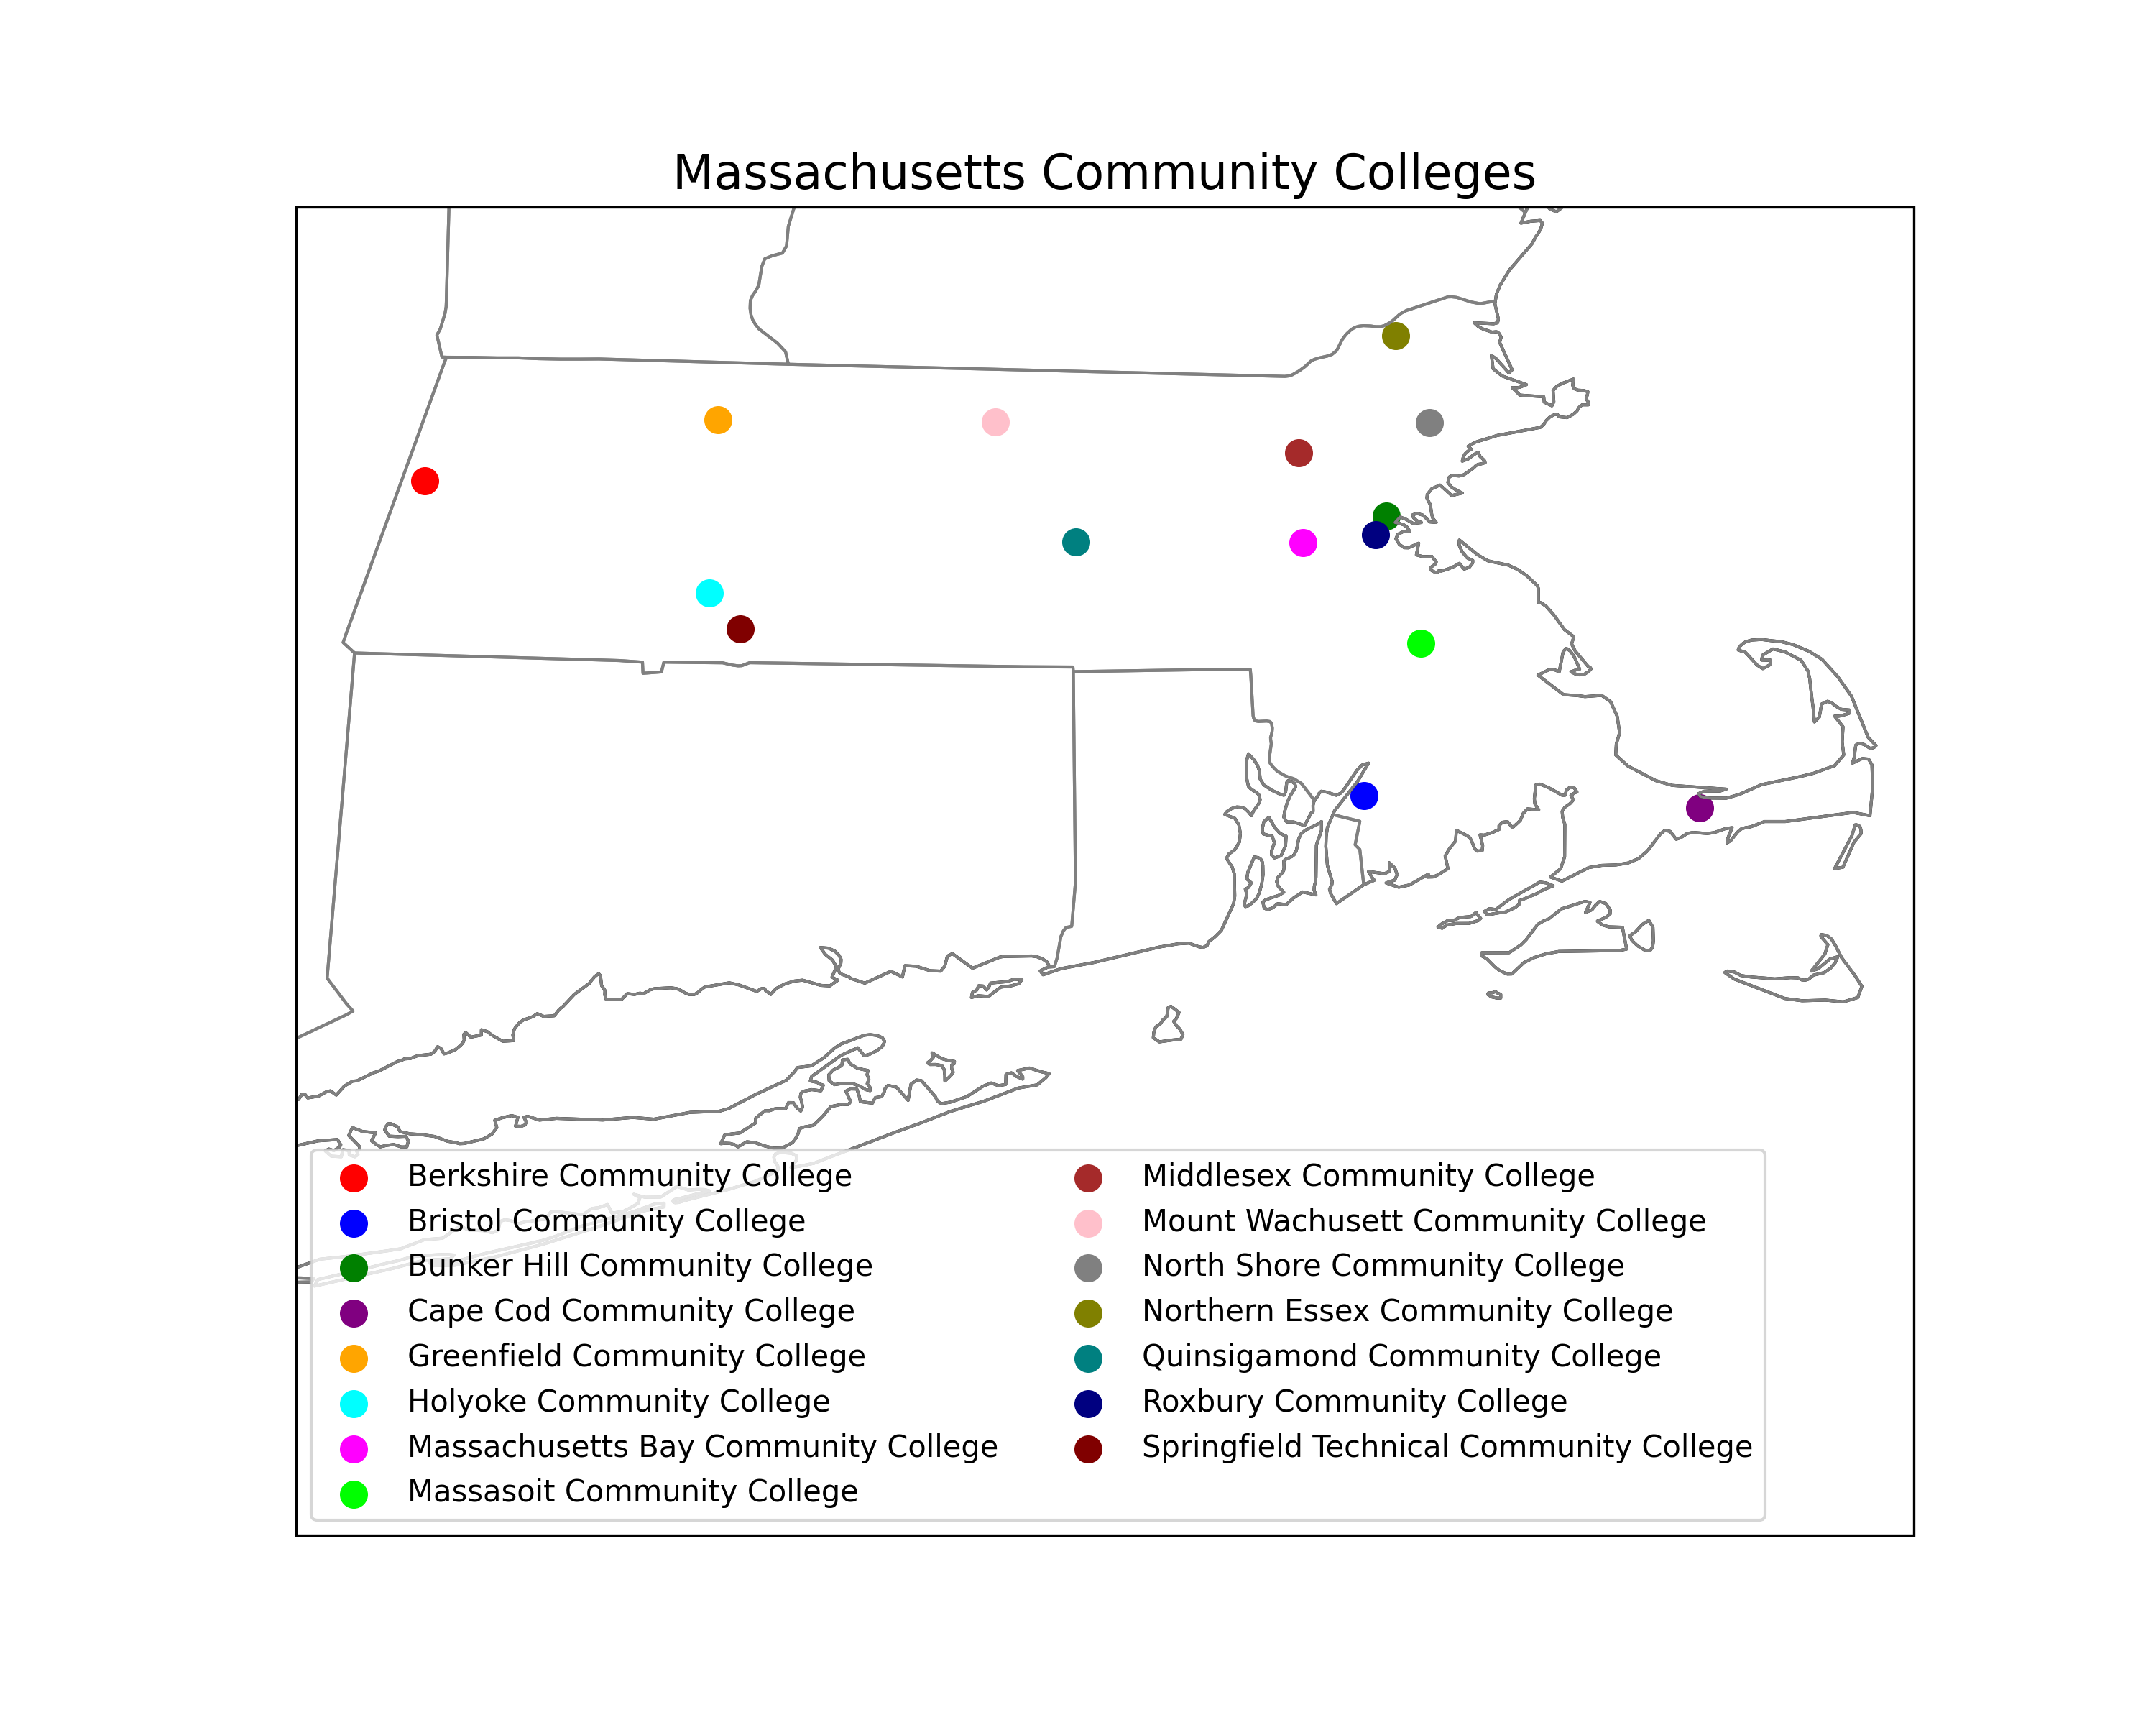 Massachusetts Community Colleges
Berkshire Community College
Bristol Community College
Bunker Hill Community College
Cape Cod Community College
Greenfield Community College
Holyoke Community College
Massachusetts Bay Community College
Massasoit Community College
Middlesex Community College
Mount Wachusett Community College
North Shore Community College
Northern Essex Community College
Quinsigamond Community College
Roxbury Community College
Springfield Technical Community College